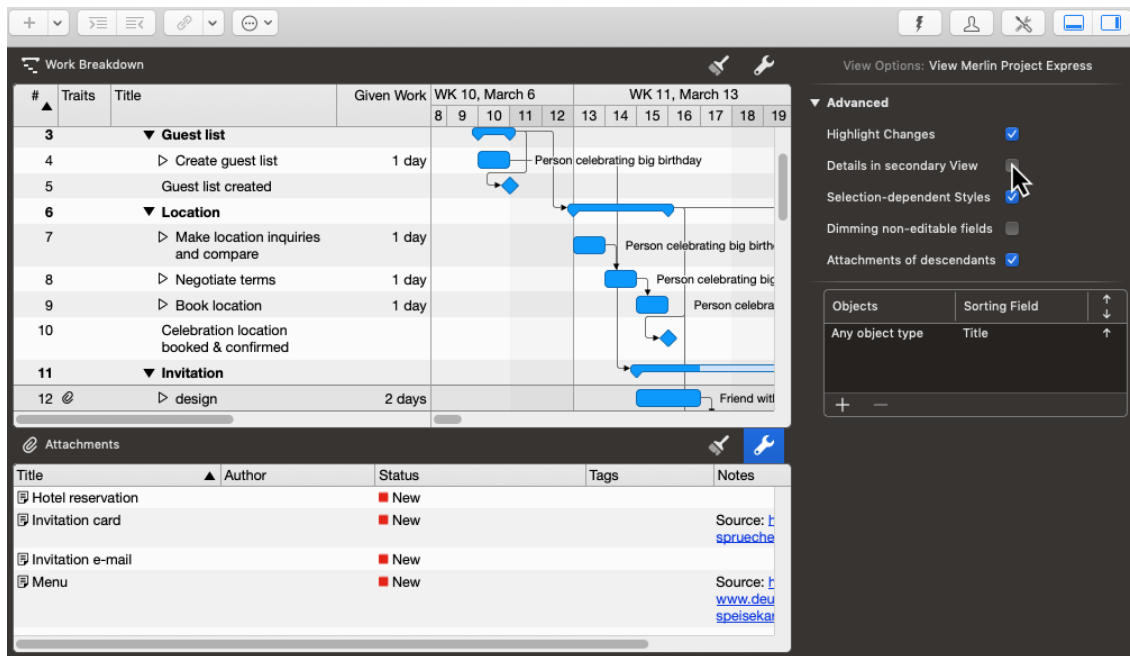 Work Breakdown
View Options: View Merlin Project Express
# Traits Title Given Work WK 10, March 6 WK 11, March 13
8 9 10 11 12 13 14 15 16 17 18 19
Advanced
3 Guest list
Highlight Changes
4 Create guest list 1 day Person celebrating big birthday
Details in secondary View
5 Guest list created
Selection-dependent Styles
6 Location
Dimming non-editable fields
7 Make location inquiries 1 day Person celebrating big birth
and compare
Attachments of descendants
8 Negotiate terms 1 day Person celebrating big
9 Book location 1 day Person celebra
Objects Sorting Field
10 Celebration location
booked & confirmed
Any object type Title
11 Invitation
12 design 2 days Friend with
Attachments
Title Author Status Tags Notes
Hotel reservation New
Invitation card New Source: h
sprueche
Invitation e-mail New
Menu New Source: h
www.deu
speisekar